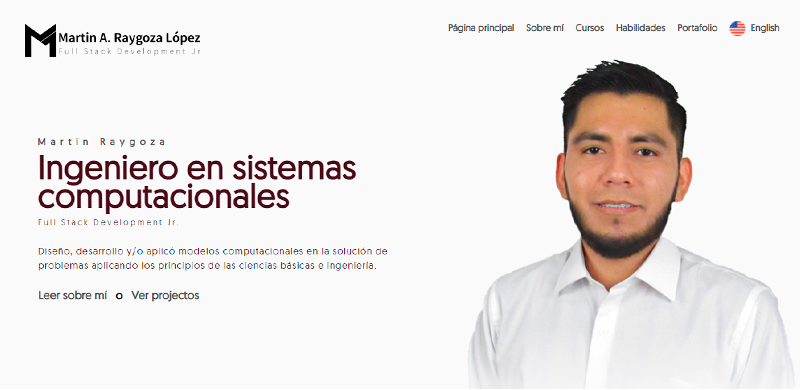 Martin A. Raygoza López
Full Stack Development Jr
Página principal Sobre mí Cursos Habilidades Portafolio English
Martin Raygoza
Ingeniero en sistemas
computacionales
Full Stack Development Jr.
Diseño, desarrollo y/o aplicó modelos computacionales en la solución de
problemas aplicando los principios de las ciencias básicas e ingeniería.
Leer sobre mí o Ver projectos